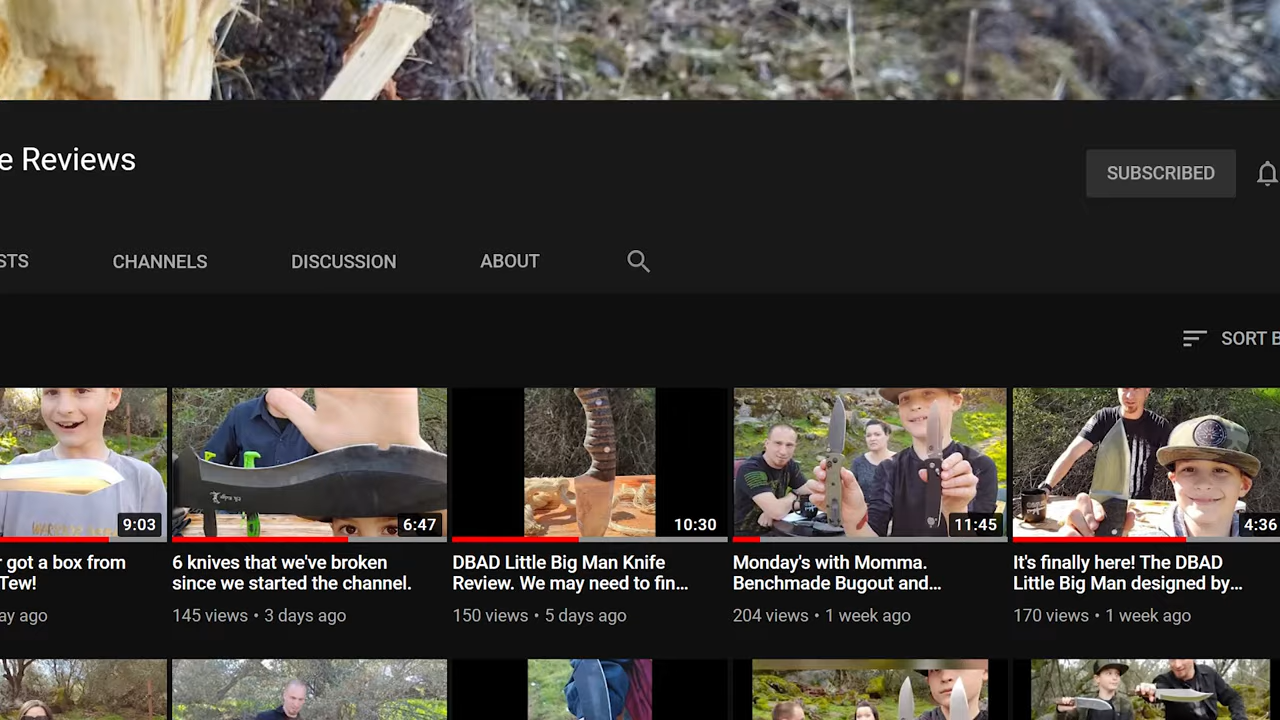 e Reviews
SUBSCRIBED
STS
CHANNELS
DISCUSSION
ABOUT
SORT B
9:03
6:47
10:30
11:45
4:36
got a box from
Tew!
ay ago
6 knives that we've broken
since we started the channel.
145 views • 3 days ago
DBAD Little Big Man Knife
Review. We may need to fin...
150 views • 5 days ago
Monday's with Momma.
Benchmade Bugout and...
204 views • 1 week ago
It's finally here! The DBAD
Little Big Man designed by...
170 views • 1 week ago